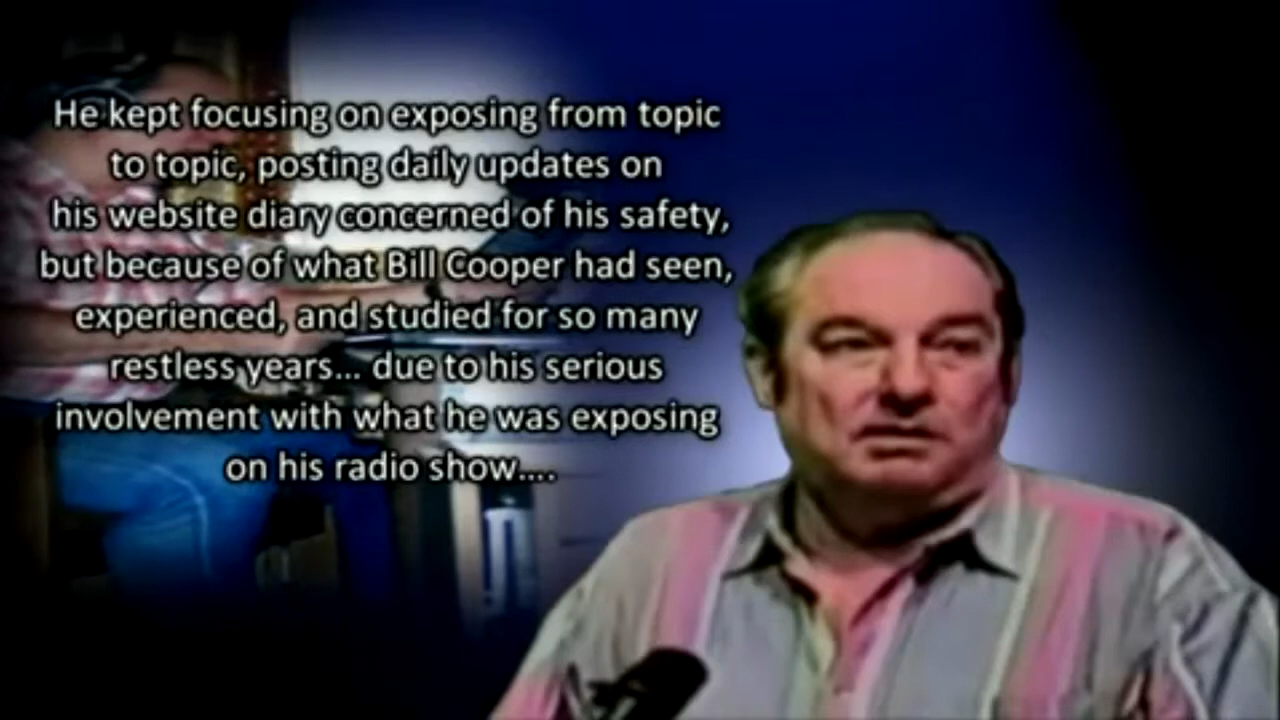 He kept focusing on exposing from topic
to topic, posting daily updates on
his website diary concerned of his safety,
but because of what Bill Cooper had seen,
experienced, and studied for so many
restless years... due to his serious
involvement with what he was exposing
on his radio show....